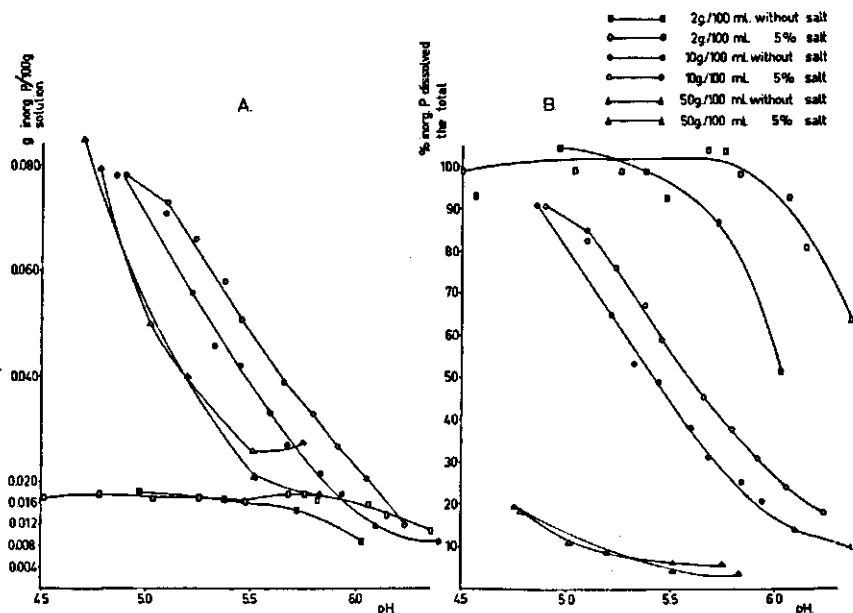 2g/100 mL without salt
2g/100 mL 5% salt
10g/100 mL without salt
10g/100 mL 5% salt
50g/100 mL without salt
50g/100 mL 5% salt
g inorg P/100g
solution
A.
0.080
0.060
0.040
0.020
0.016
0.012
0.008
0.004
4.5
5.0
5.5
6.0
pH
% inorg. P dissolved
the total
B.
100
90
80
70
60
50
40
30
20
10
4.5
5.0
5.5
6.0
pH